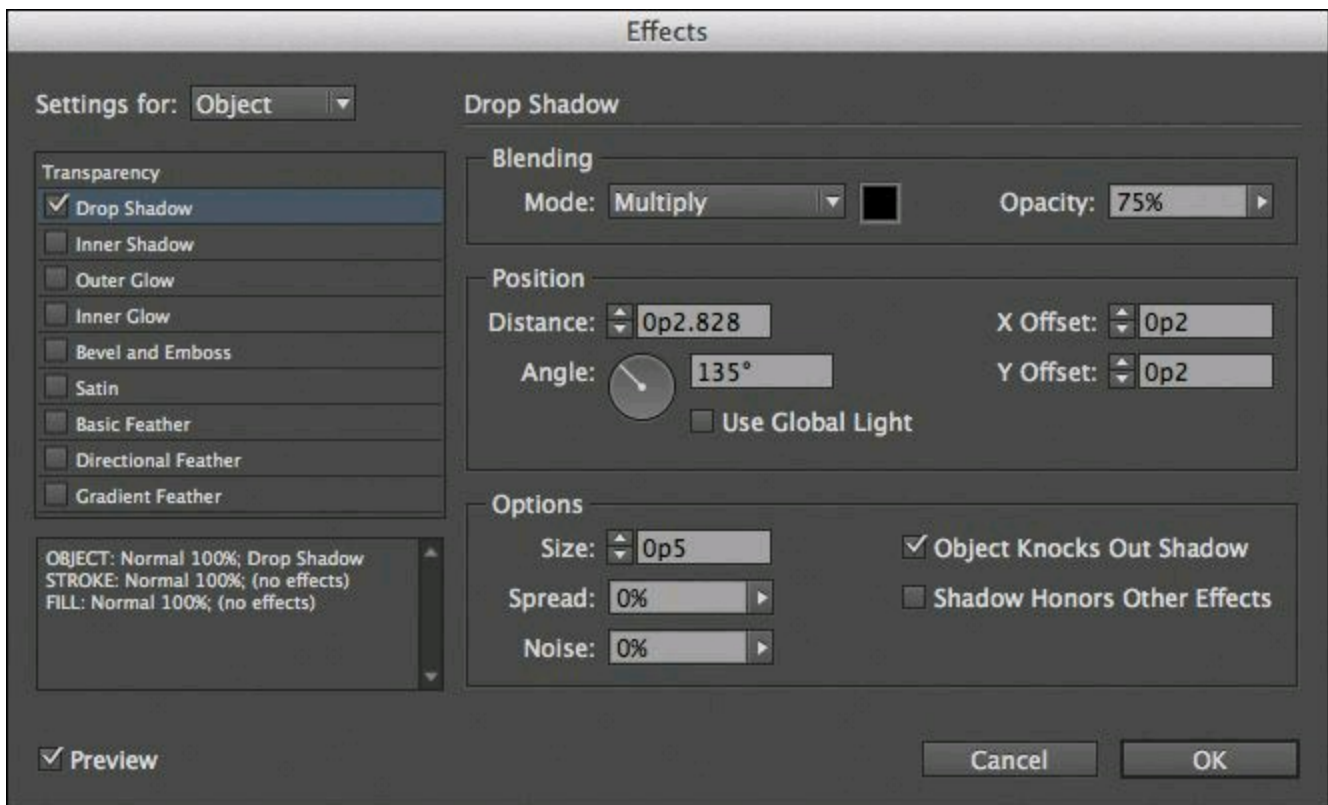 Effects
Settings for: Object
Transparency
Drop Shadow
Inner Shadow
Outer Glow
Inner Glow
Bevel and Emboss
Satin
Basic Feather
Directional Feather
Gradient Feather
OBJECT: Normal 100%; Drop Shadow
STROKE: Normal 100%; (no effects)
FILL: Normal 100%; (no effects)
Preview
Drop Shadow
Blending
Mode: Multiply Opacity: 75%
Position
Distance: 0p2.828 X Offset: 0p2
Angle: 135° Y Offset: 0p2
Use Global Light
Options
Size: 0p5 Object Knocks Out Shadow
Spread: 0% Shadow Honors Other Effects
Noise: 0%
Cancel OK